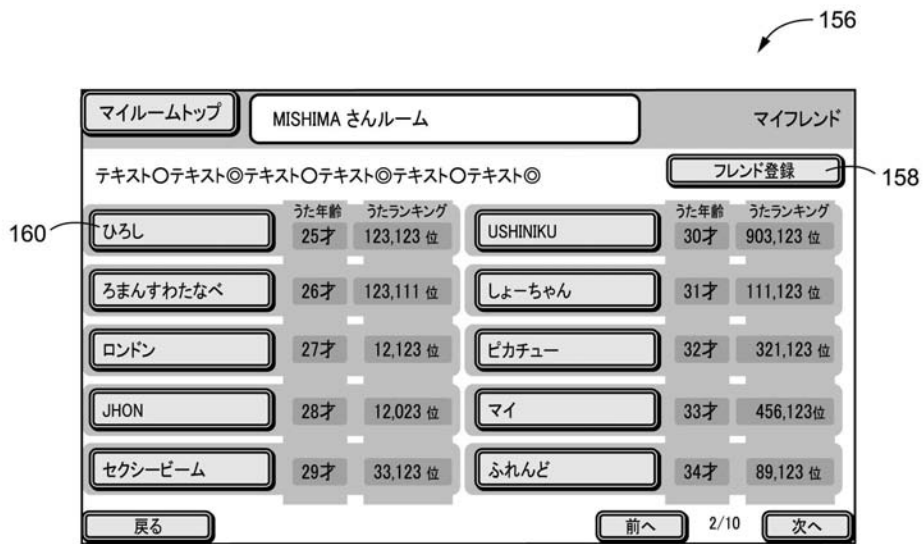 156
マイルームトップ MISHIMA さんルーム マイフレンド
テキスト〇テキスト◎テキスト〇テキスト◎テキスト〇テキスト◎ フレンド登録 158
うた年齢 うたランキング うた年齢 うたランキング
160 ひろし 25才 123,123 位 USHINIKU 30才 903,123 位
ろまんすわたなべ 26才 123,111 位 しょーちゃん 31才 111,123 位
ロンドン 27才 12,123 位 ピカチュー 32才 321,123 位
JHON 28才 12,023 位 マイ 33才 456,123位
セクシービーム 29才 33,123 位 ふれんど 34才 89,123 位
戻る 前へ 2/10 次へ